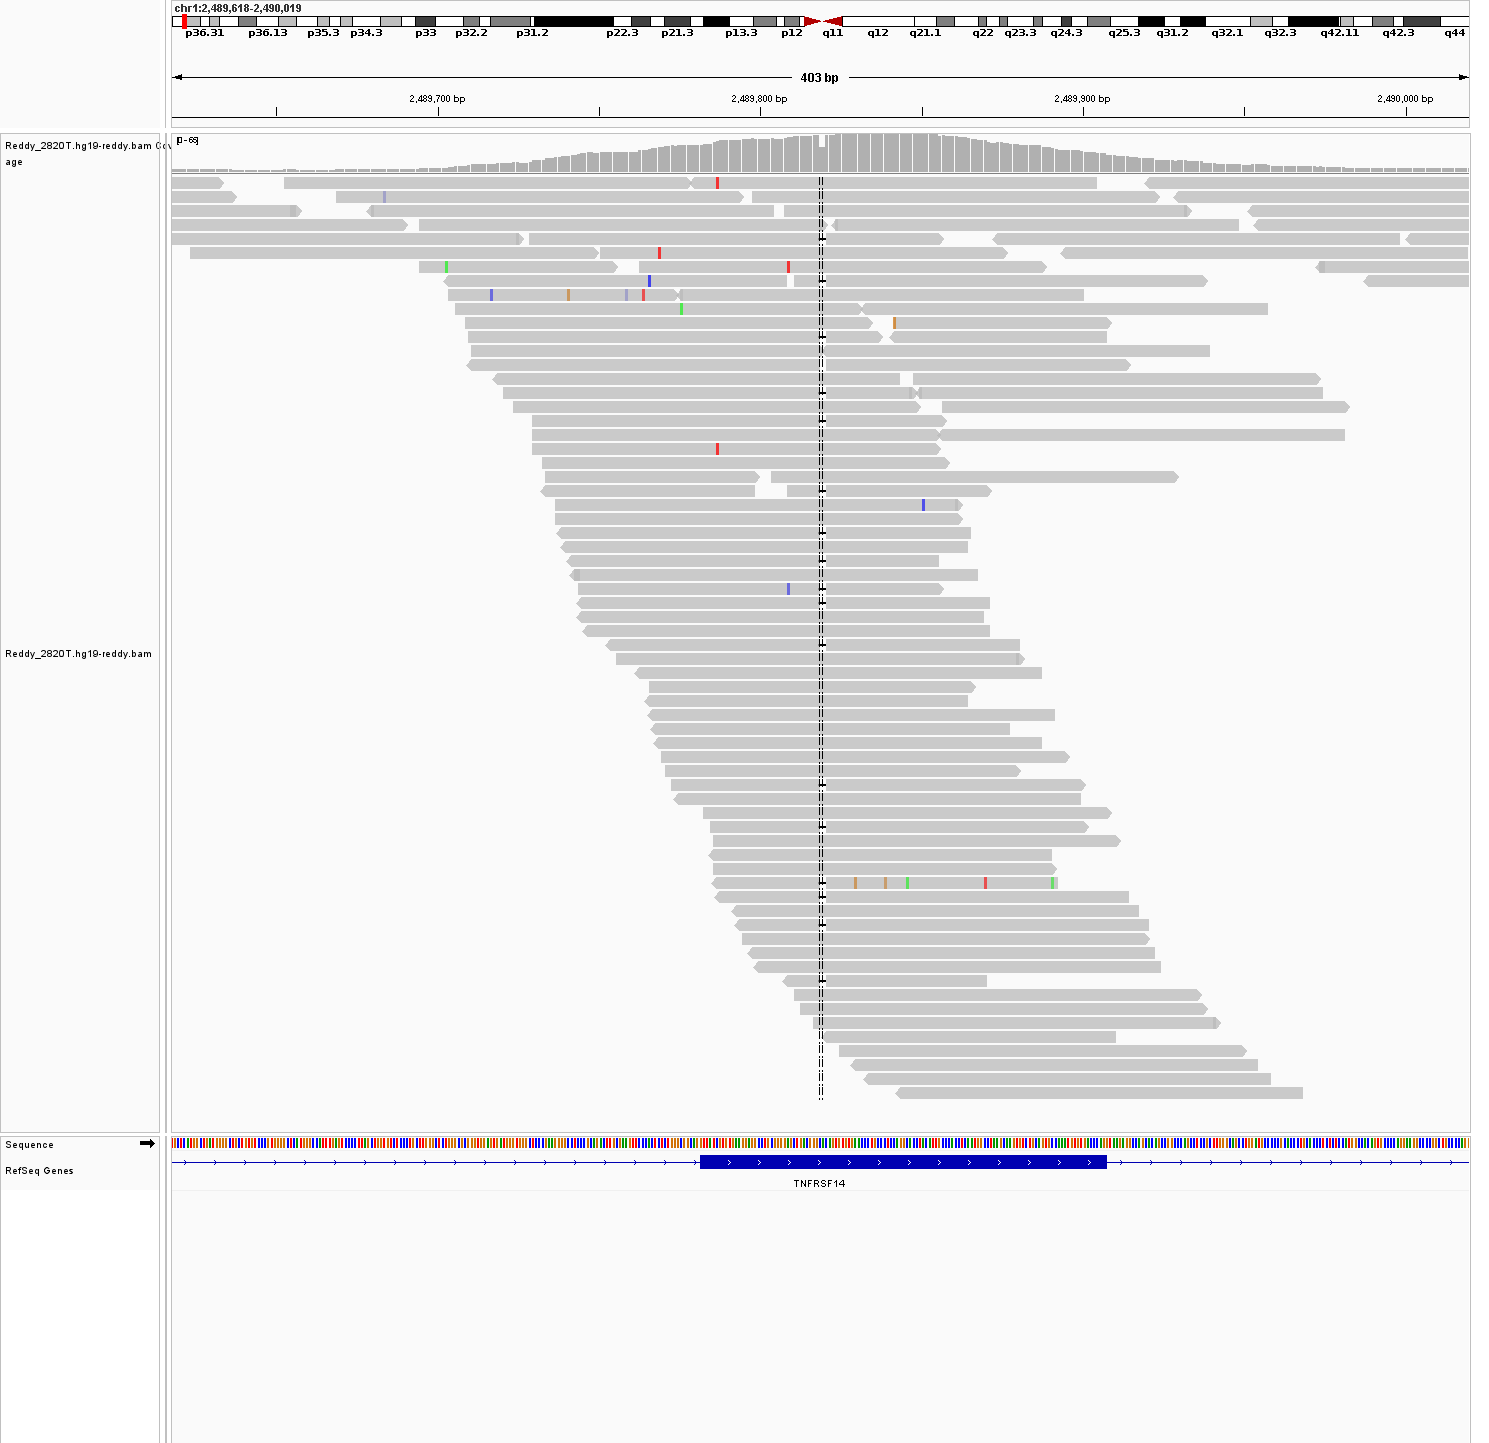 chr1:2,489,618-2,490,019
p36.31 p36.13 p35.3 p34.3 p33 p32.2 p31.2 p22.3 p21.3 p13.3 p12 q11 q12 q21.1 q22 q23.3 q24.3 q25.3 q31.2 q32.1 q32.3 q42.11 q42.3 q44
403 bp
2,489,700 bp 2,489,800 bp 2,489,900 bp 2,490,000 bp
Reddy_2820T.hg19-reddy.bam Cov
age
[0-69]
Reddy_2820T.hg19-reddy.bam
Sequence
RefSeq Genes
TNFRSF14